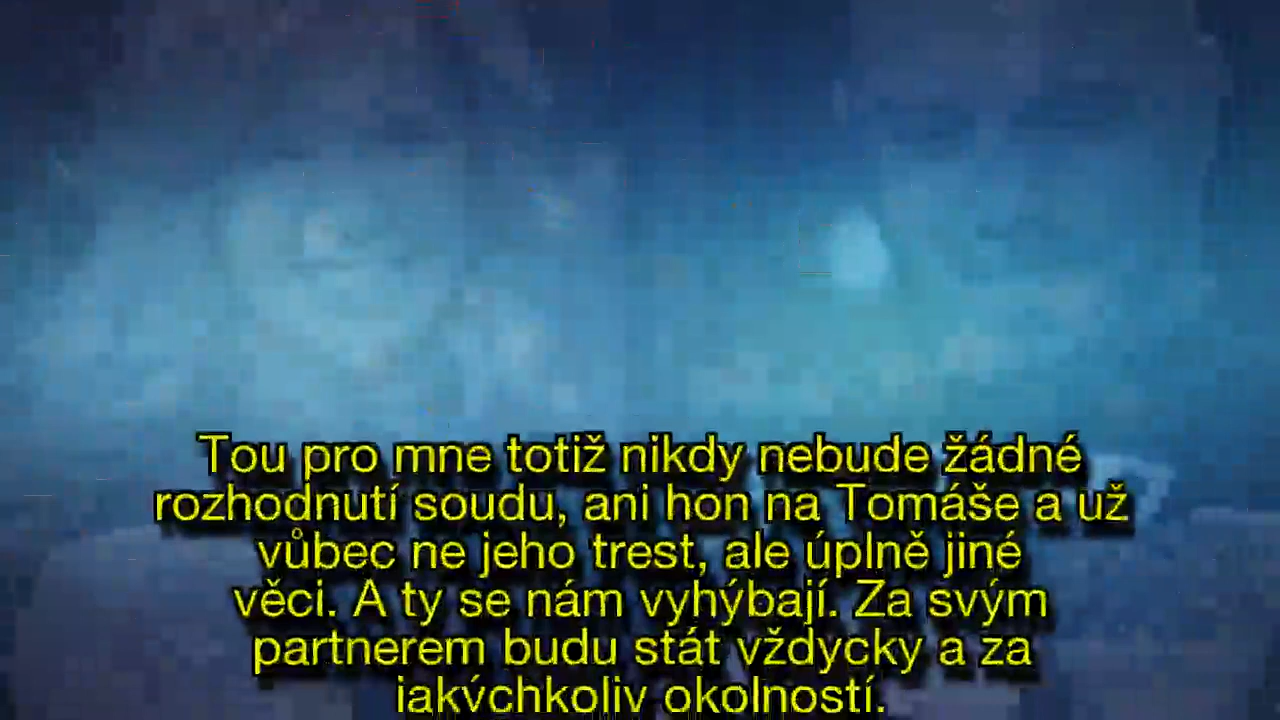 Tou pro mne totiž nikdy nebude žádné
rozhodnutí soudu, ani hon na Tomáše a už
vůbec ne jeho trest, ale úplně jiné
věci. A ty se nám vyhýbají. Za svým
partnerem budu stát vždycky a za
jakýchkoliv okolností.